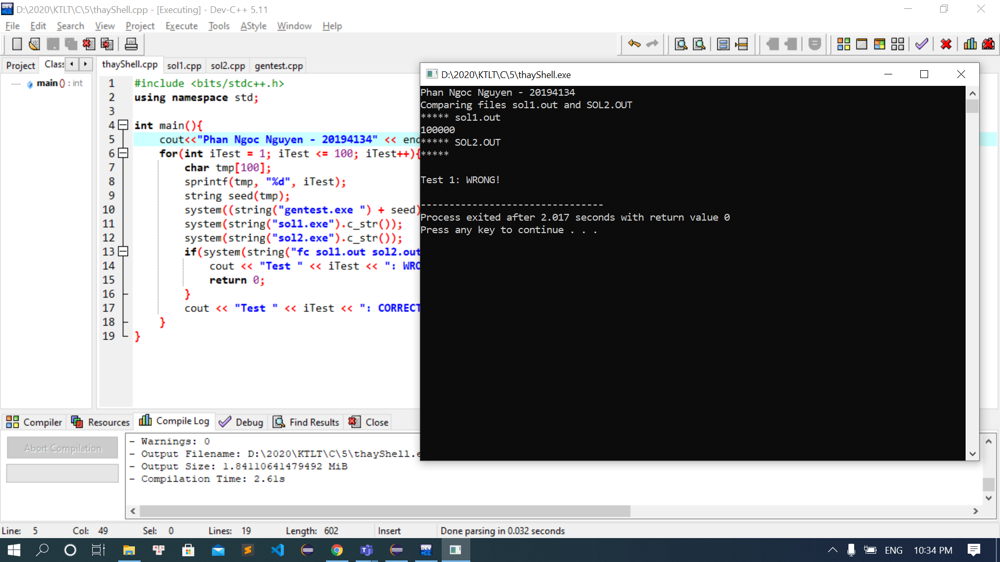 D:\2020\KTLT\C\5\thayShell.cpp - [Executing] - Dev-C++ 5.11
File Edit Search View Project Execute Tools AStyle Window Help
Project Clas
thayShell.cpp sol1.cpp sol2.cpp gentest.cpp
main() : int
1 #include <bits/stdc++.h>
2 using namespace std;
3
4 int main(){
5 cout<<"Phan Ngoc Nguyen - 20194134" << end
6 for(int iTest = 1; iTest <= 100; iTest++){
7 char tmp[100];
8 sprintf(tmp, "%d", iTest);
9 string seed(tmp);
10 system((string("gentest.exe ") + seed)
11 system(string("sol1.exe").c_str());
12 system(string("sol2.exe").c_str());
13 if(system(string("fc sol1.out sol2.out
14 cout << "Test " << iTest << ": WRO
15 return 0;
16 }
17 cout << "Test " << iTest << ": CORRECT
18 }
19 }
D:\2020\KTLT\C\5\thayShell.exe
Phan Ngoc Nguyen - 20194134
Comparing files sol1.out and SOL2.OUT
***** sol1.out
100000
***** SOL2.OUT
*****
Test 1: WRONG!
--------------------------------
Process exited after 2.017 seconds with return value 0
Press any key to continue . . .
Compiler Resources Compile Log Debug Find Results Close
Abort Compilation
- Warnings: 0
- Output Filename: D:\2020\KTLT\C\5\thayShell.e
- Output Size: 1.84110641479492 MiB
- Compilation Time: 2.61s
Line: 5 Col: 49 Sel: 0 Lines: 19 Length: 602 Insert Done parsing in 0.032 seconds
DEV
ENG 10:34 PM